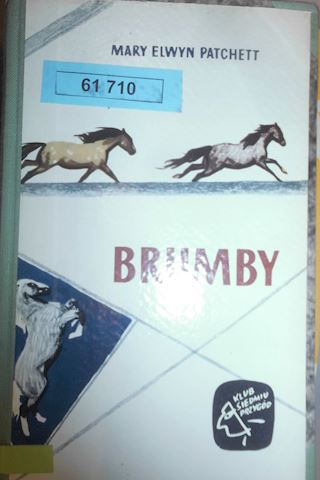 MARY ELWYN PATCHETT
61 710
BRUMBY
KLUB
SIEDMIU
PRZYGÓD